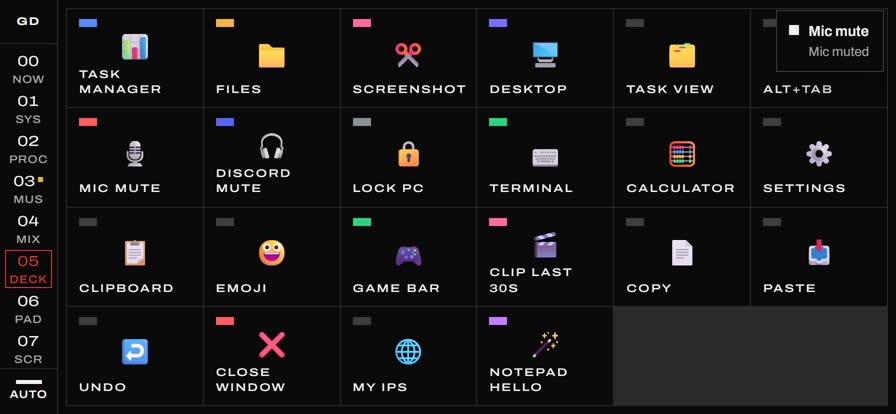 GD
00
NOW
01
SYS
02
PROC
03
MUS
04
MIX
05
DECK
06
PAD
07
SCR
AUTO
TASK
MANAGER
FILES
SCREENSHOT
DESKTOP
TASK VIEW
ALT+TAB
Mic mute
Mic muted
MIC MUTE
DISCORD
MUTE
LOCK PC
TERMINAL
CALCULATOR
SETTINGS
CLIPBOARD
EMOJI
GAME BAR
CLIP LAST
30S
COPY
PASTE
UNDO
CLOSE
WINDOW
MY IPS
NOTEPAD
HELLO